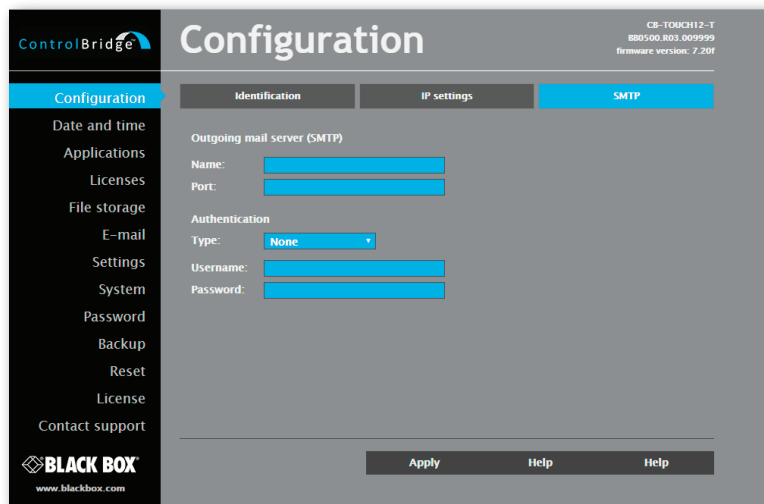 ControlBridge™
Configuration
CB-TOUCH12-T
BB0500.R03.009999
firmware version: 7.20f
Configuration
Date and time
Applications
Licenses
File storage
E-mail
Settings
System
Password
Backup
Reset
License
Contact support
BLACK BOX®
www.blackbox.com
Identification
IP settings
SMTP
Outgoing mail server (SMTP)
Name:
Port:
Authentication
Type:
None
Username:
Password:
Apply
Help
Help